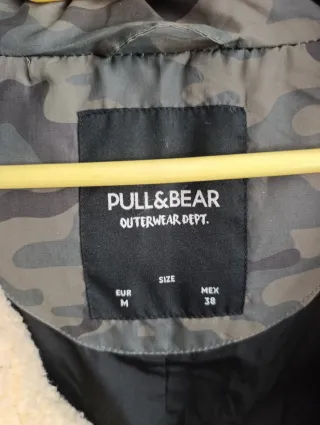 PULL&BEAR
OUTERWEAR DEPT.
SIZE
EUR MEX
M 38